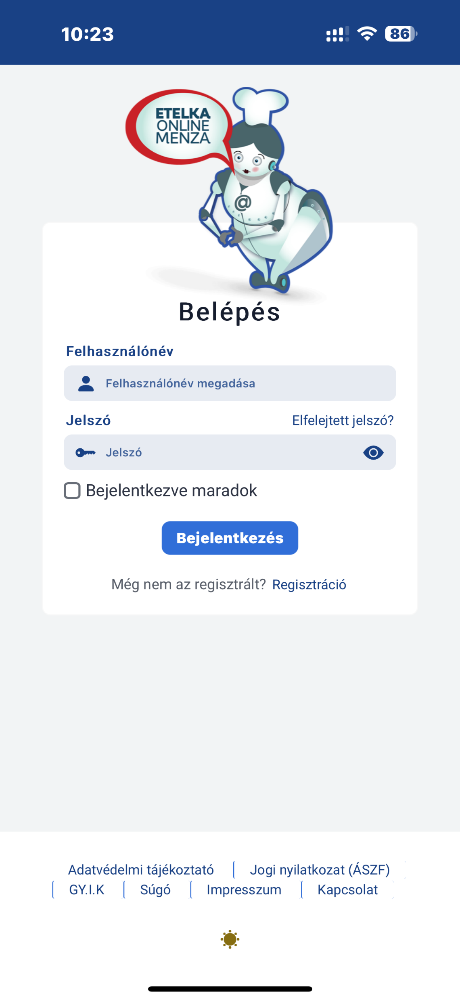 10:23
86
ETELKA
ONLINE
MENZA
@
Belépés
Felhasználónév
Felhasználónév megadása
Jelszó
Elfelejtett jelszó?
Jelszó
Bejelentkezve maradok
Bejelentkezés
Még nem az regisztrált? Regisztráció
Adatvédelmi tájékoztató
Jogi nyilatkozat (ÁSZF)
GY.I.K
Súgó
Impresszum
Kapcsolat